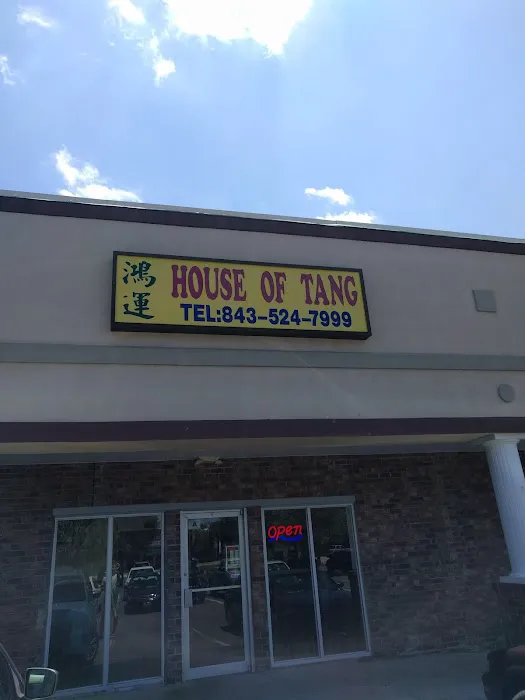 鴻運
HOUSE OF TANG
TEL:843-524-7999
open